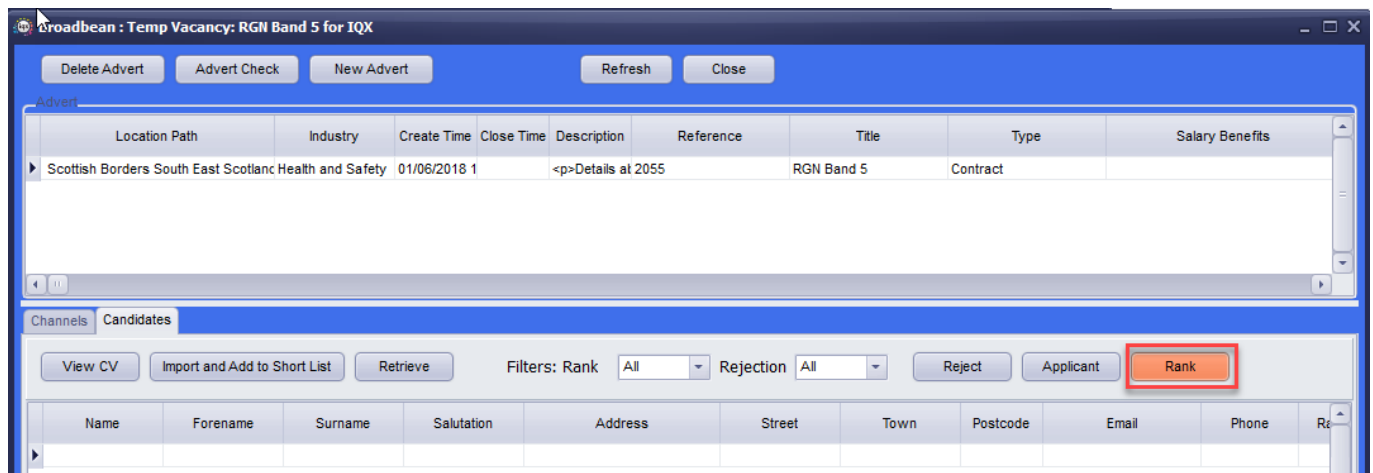 Broadbean : Temp Vacancy: RGN Band 5 for IQX
Delete Advert Advert Check New Advert Refresh Close
Advert
Location Path Industry Create Time Close Time Description Reference Title Type Salary Benefits
Scottish Borders South East Scotland Health and Safety 01/06/2018 1 <p>Details at 2055 RGN Band 5 Contract
Channels Candidates
View CV Import and Add to Short List Retrieve Filters: Rank All Rejection All Reject Applicant Rank
Name Forename Surname Salutation Address Street Town Postcode Email Phone Ra